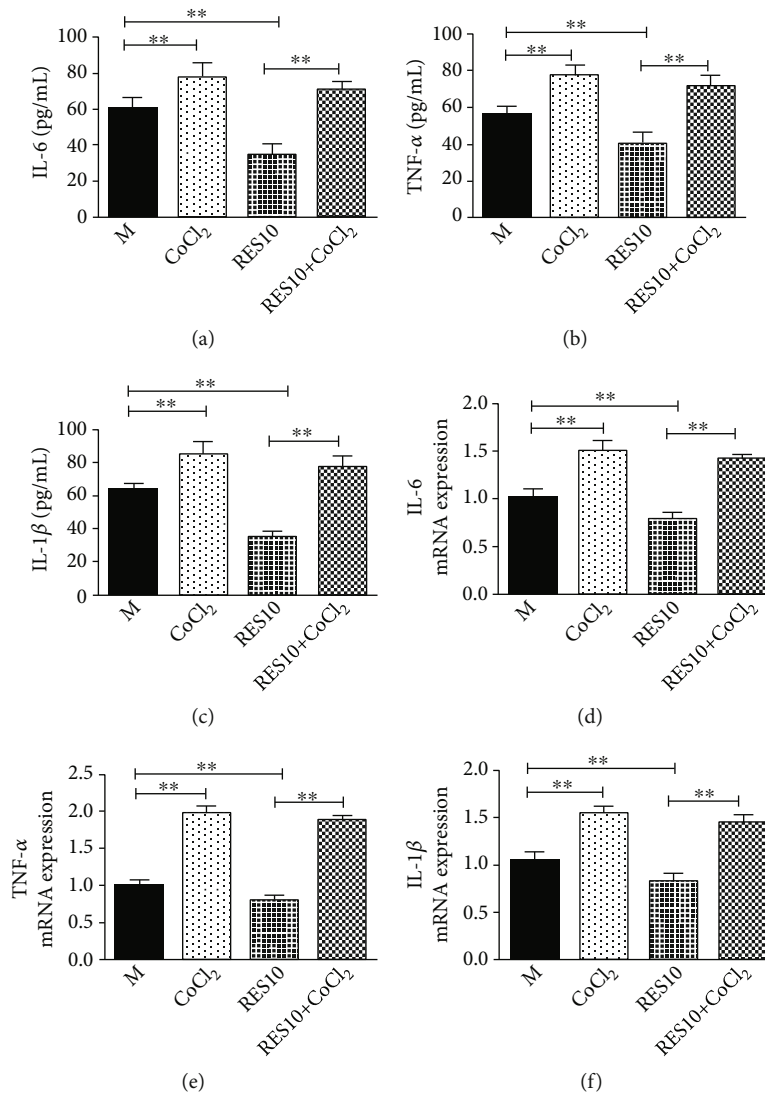 ** **
** **
** **
IL-6 (pg/mL)
100
80
60
40
20
0
M
CoCl₂
RES10
RES10+CoCl₂
(a)
TNF-α (pg/mL)
100
80
60
40
20
0
M
CoCl₂
RES10
RES10+CoCl₂
(b)
**
** **
**
** **
IL-1β (pg/mL)
100
80
60
40
20
0
M
CoCl₂
RES10
RES10+CoCl₂
(c)
IL-6
mRNA expression
2.0
1.5
1.0
0.5
0.0
M
CoCl₂
RES10
RES10+CoCl₂
(d)
**
** **
**
** **
TNF-α
mRNA expression
2.5
2.0
1.5
1.0
0.5
0.0
M
CoCl₂
RES10
RES10+CoCl₂
(e)
IL-1β
mRNA expression
2.0
1.5
1.0
0.5
0.0
M
CoCl₂
RES10
RES10+CoCl₂
(f)